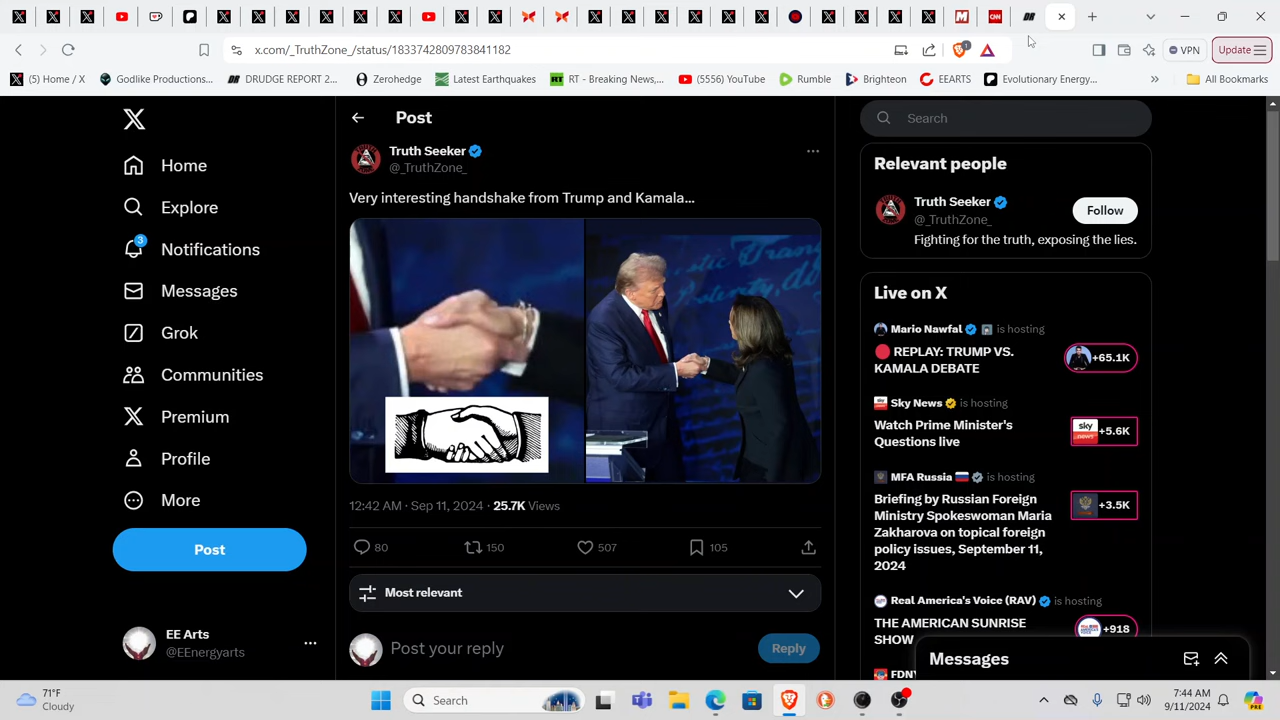 x.com/_TruthZone_/status/1833742809783841182
1
VPN
Update
(5) Home / X
Godlike Productions...
DRUDGE REPORT 2...
Zerohedge
Latest Earthquakes
RT - Breaking News,...
(5556) YouTube
Rumble
Brighteon
EEARTS
Evolutionary Energy...
All Bookmarks
Home
Explore
3
Notifications
Messages
Grok
Communities
Premium
Profile
More
Post
EE Arts
@EEnergyarts
Post
Truth Seeker
@_TruthZone_
Very interesting handshake from Trump and Kamala...
12:42 AM · Sep 11, 2024 · 25.7K Views
80
150
507
105
Most relevant
Post your reply
Reply
Search
Relevant people
Truth Seeker
@_TruthZone_
Follow
Fighting for the truth, exposing the lies.
Live on X
Mario Nawfal is hosting
REPLAY: TRUMP VS.
KAMALA DEBATE
+65.1K
Sky News is hosting
Watch Prime Minister's
Questions live
sky
news
+5.6K
MFA Russia is hosting
Briefing by Russian Foreign
Ministry Spokeswoman Maria
Zakharova on topical foreign
policy issues, September 11,
2024
+3.5K
Real America's Voice (RAV) is hosting
THE AMERICAN SUNRISE
SHOW
+918
Messages
71°F
Cloudy
Search
7:44 AM
9/11/2024
PRE